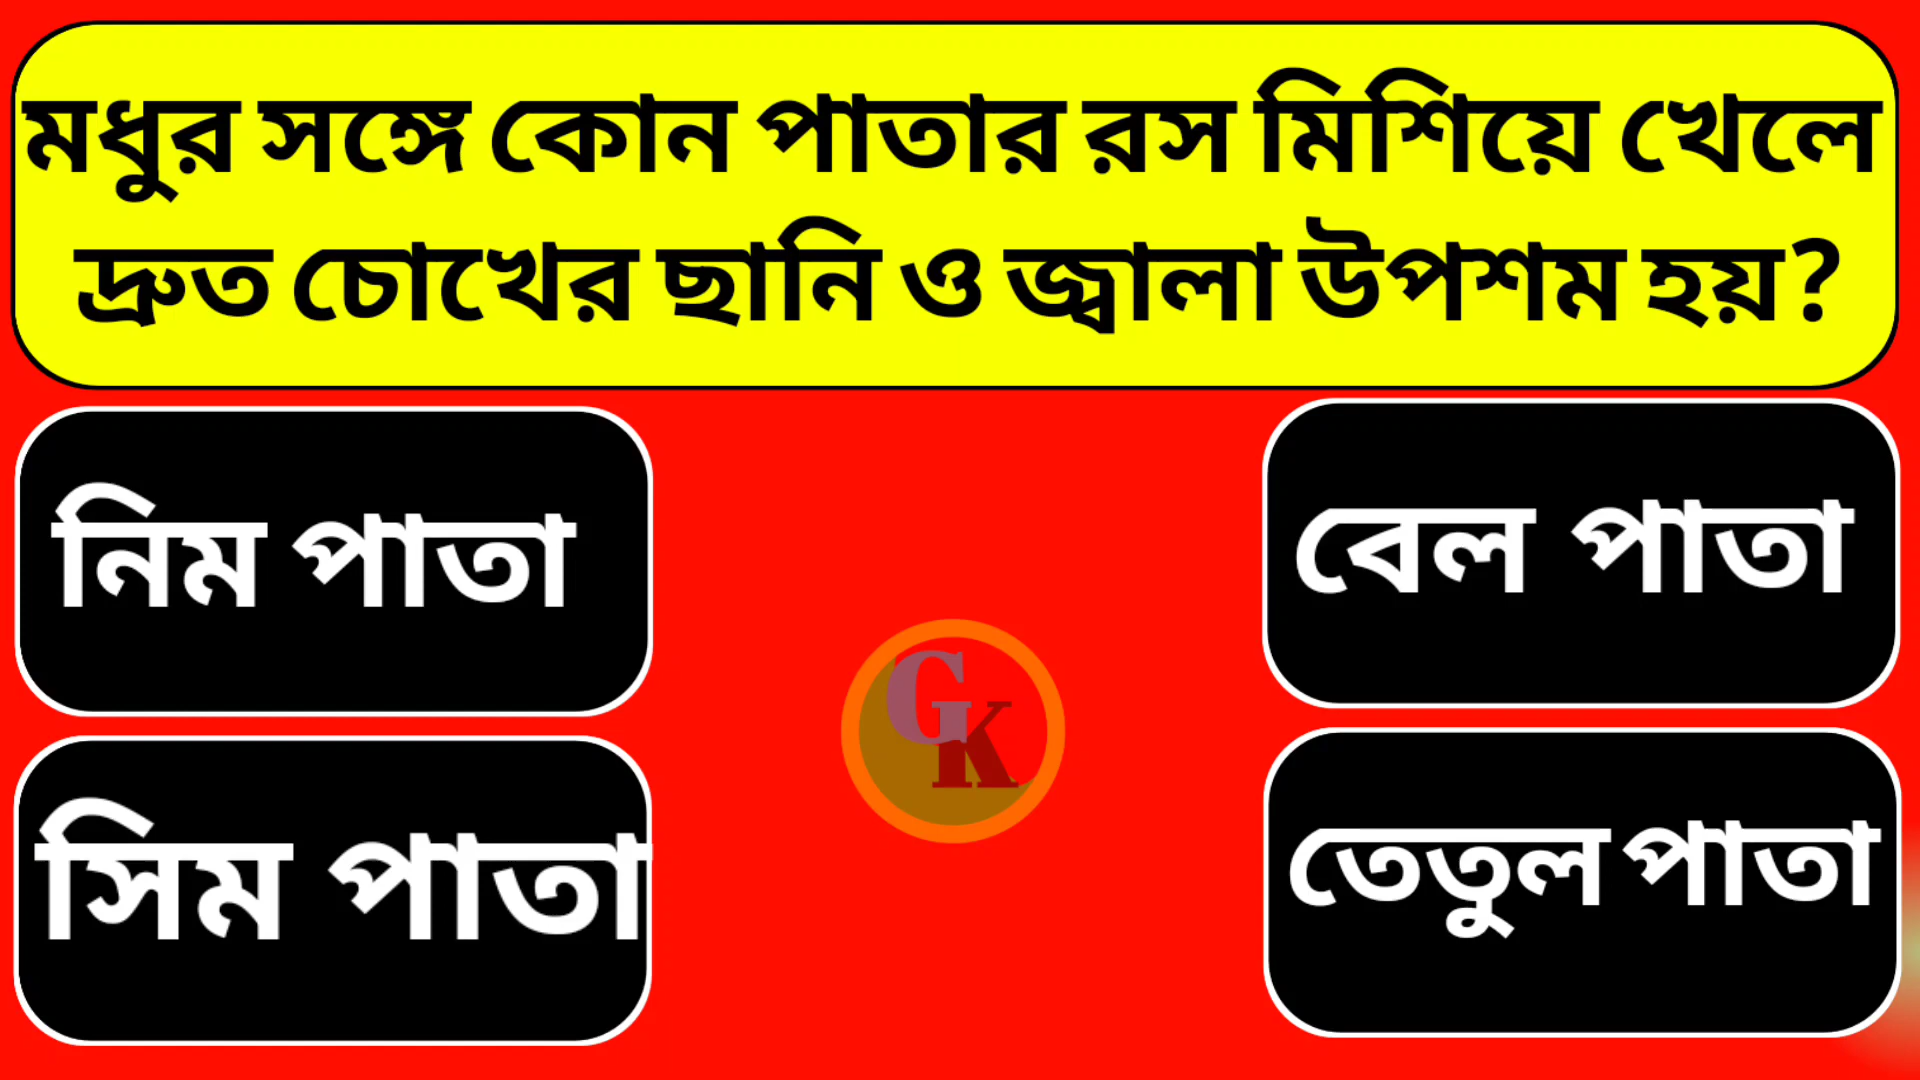 মধুর সঙ্গে কোন পাতার রস মিশিয়ে খেলে
দ্রুত চোখের ছানি ও জ্বালা উপশম হয়?
নিম পাতা
বেল পাতা
GK
সিম পাতা
তেতুল পাতা